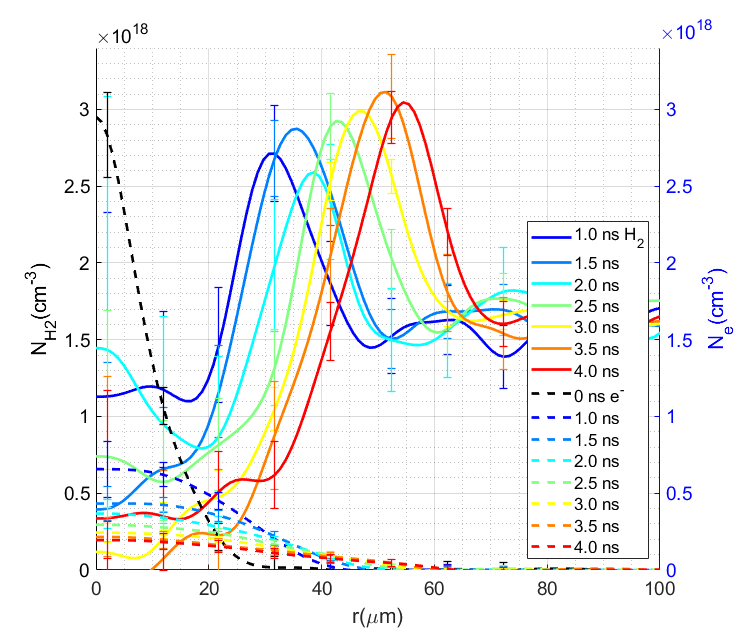 ×10^18
×10^18
3
2.5
2
1.5
1
0.5
0
3
2.5
2
1.5
1
0.5
0
N_H2(cm^-3)
N_e(cm^-3)
1.0 ns H_2
1.5 ns
2.0 ns
2.5 ns
3.0 ns
3.5 ns
4.0 ns
0 ns e^-
1.0 ns
1.5 ns
2.0 ns
2.5 ns
3.0 ns
3.5 ns
4.0 ns
0 20 40 60 80 100
r(μm)